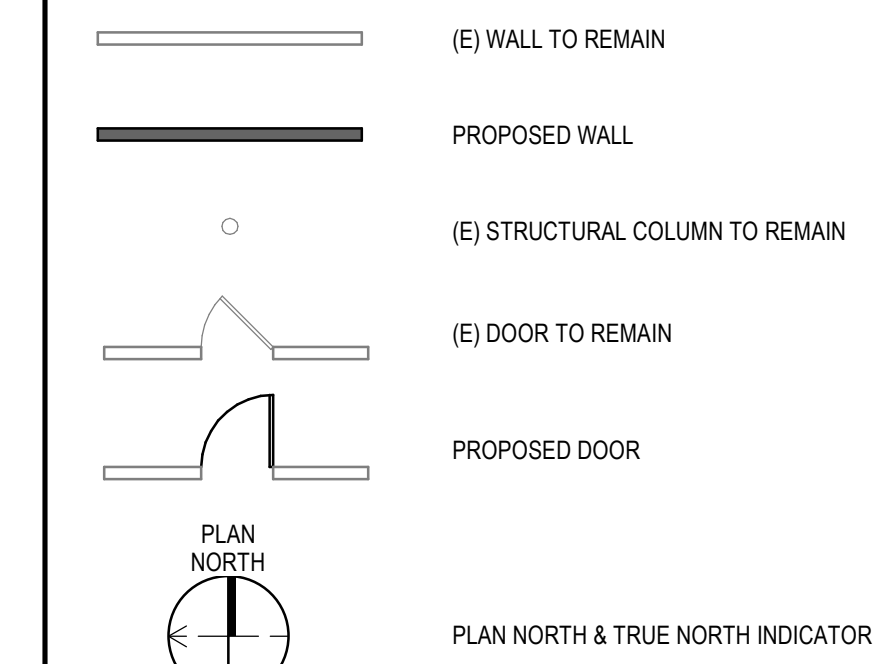 (E) WALL TO REMAIN
PROPOSED WALL
(E) STRUCTURAL COLUMN TO REMAIN
(E) DOOR TO REMAIN
PROPOSED DOOR
PLAN
NORTH
PLAN NORTH & TRUE NORTH INDICATOR